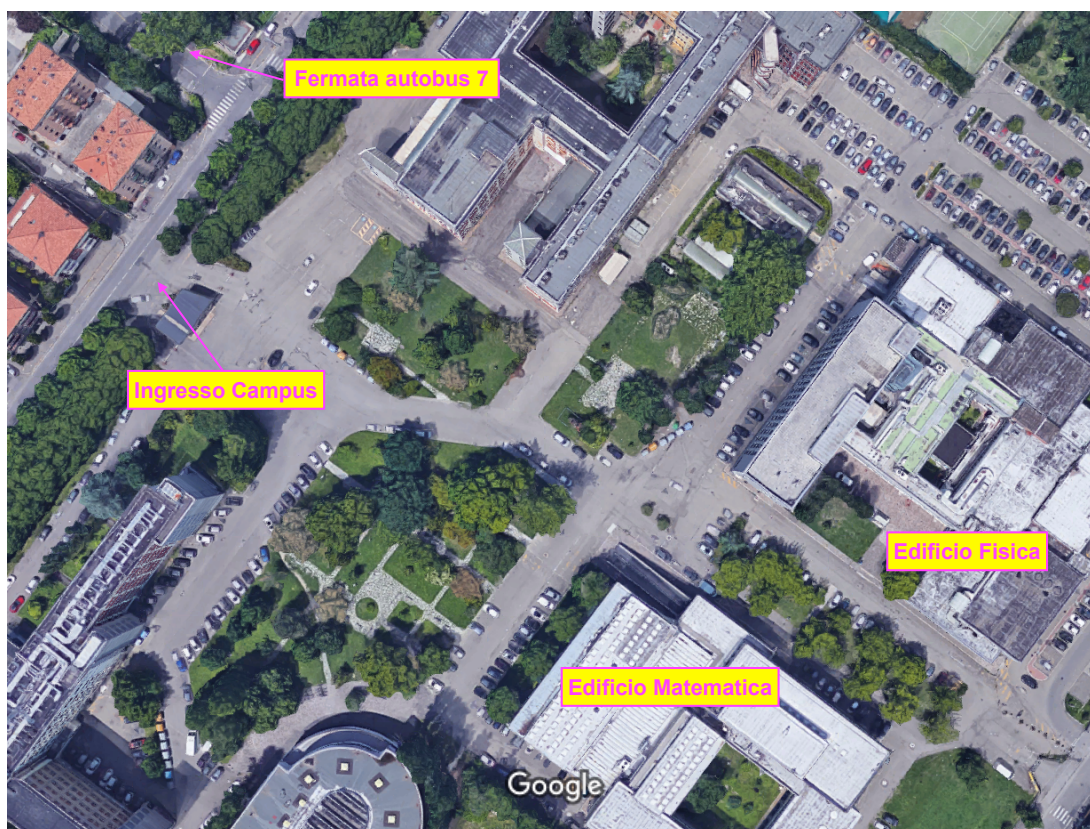 Fermata autobus 7
Ingresso Campus
Edificio Fisica
Edificio Matematica
Google